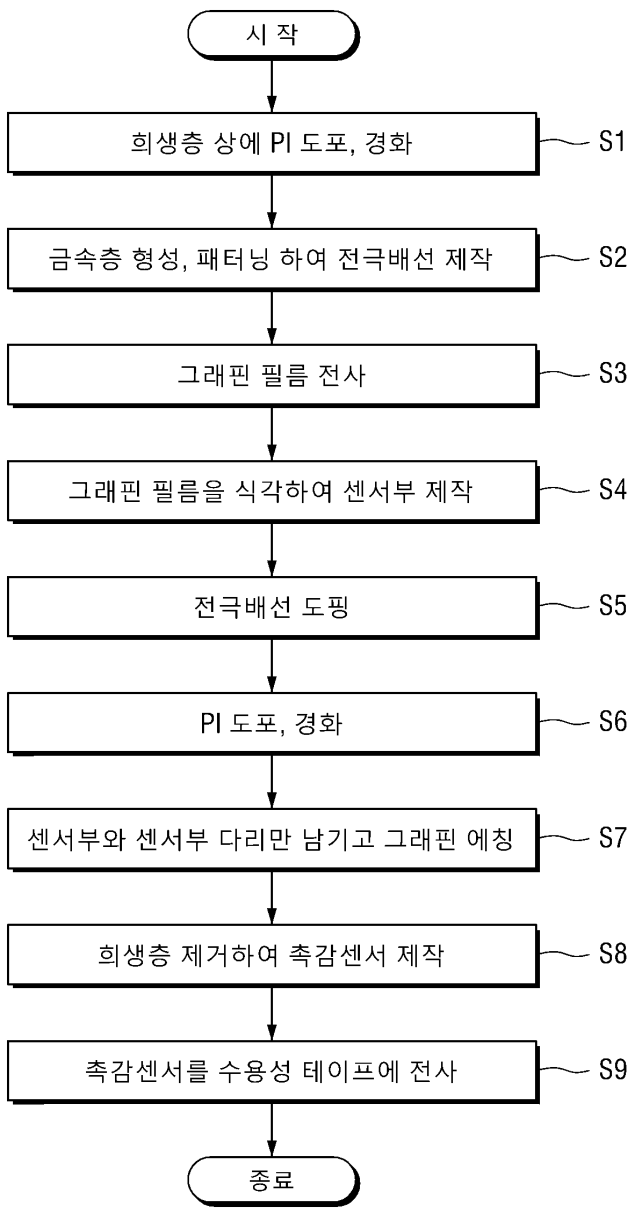 시 작
희생층 상에 PI 도포, 경화 S1
금속층 형성, 패터닝 하여 전극배선 제작 S2
그래핀 필름 전사 S3
그래핀 필름을 식각하여 센서부 제작 S4
전극배선 도핑 S5
PI 도포, 경화 S6
센서부와 센서부 다리만 남기고 그래핀 에칭 S7
희생층 제거하여 촉감센서 제작 S8
촉감센서를 수용성 테이프에 전사 S9
종료